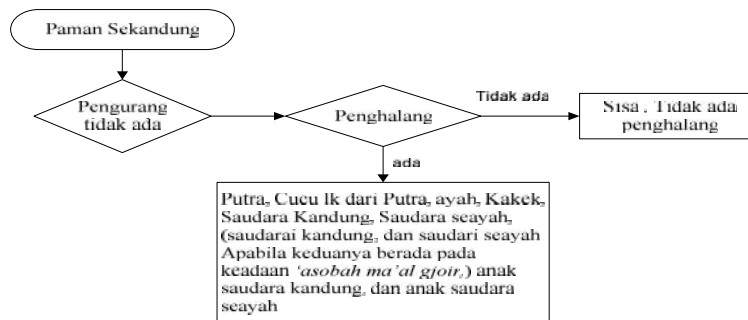 Paman Sekandung
Pengurang
tidak ada
Penghalang
Tidak ada
Sisa , Tidak ada
penghalang
ada
Putra, Cucu lk dari Putra, ayah, Kakek,
Saudara Kandung, Saudara seayah,
(saudarai kandung, dan saudari seayah
Apabila keduanya berada pada
keadaan ‘asobah ma’al gjoir,) anak
saudara kandung, dan anak saudara
seayah